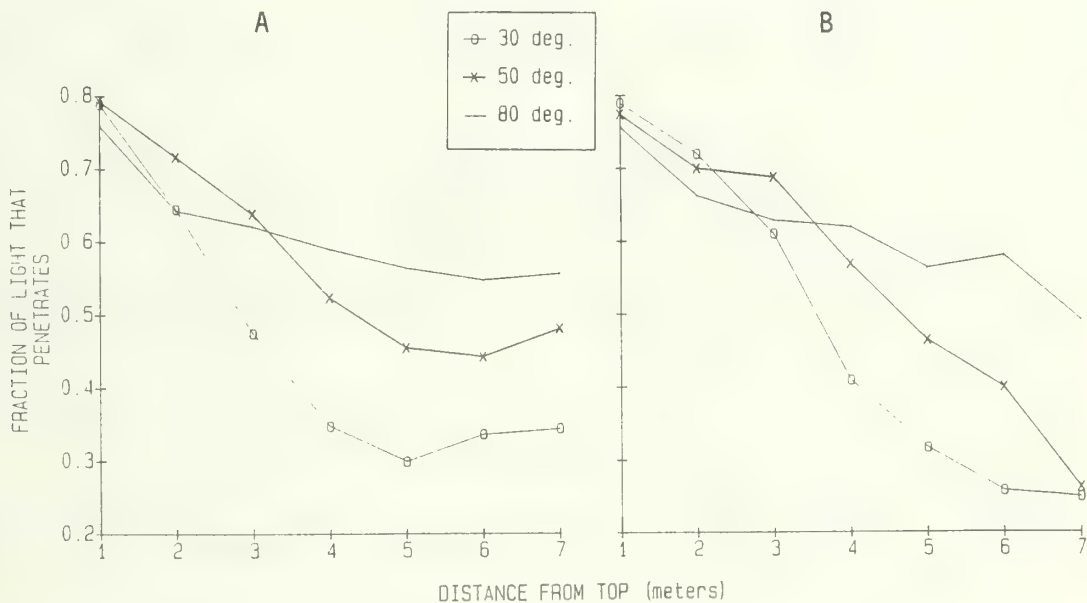 A
B
30 deg.
50 deg.
80 deg.
FRACTION OF LIGHT THAT
PENETRATES
0.8
0.7
0.6
0.5
0.4
0.3
0.2
1 2 3 4 5 6 7
1 2 3 4 5 6 7
DISTANCE FROM TOP (meters)